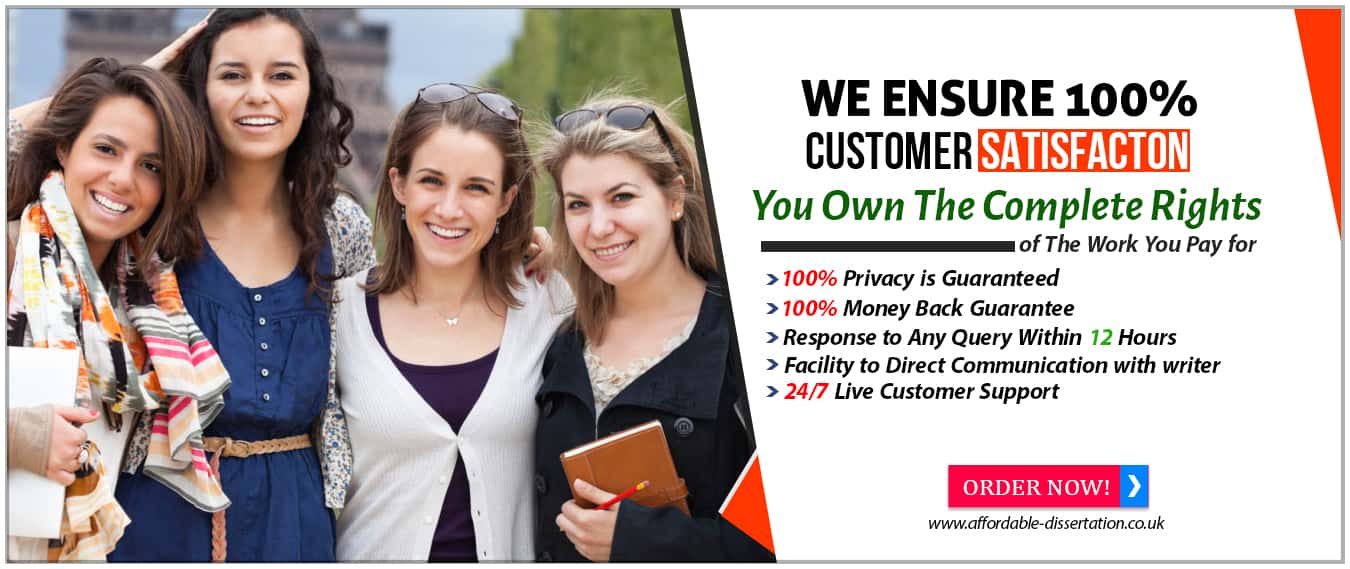 WE ENSURE 100%
CUSTOMER SATISFACTON
You Own The Complete Rights
of The Work You Pay for
100% Privacy is Guaranteed
100% Money Back Guarantee
Response to Any Query Within 12 Hours
Facility to Direct Communication with writer
24/7 Live Customer Support
ORDER NOW!
www.affordable-dissertation.co.uk